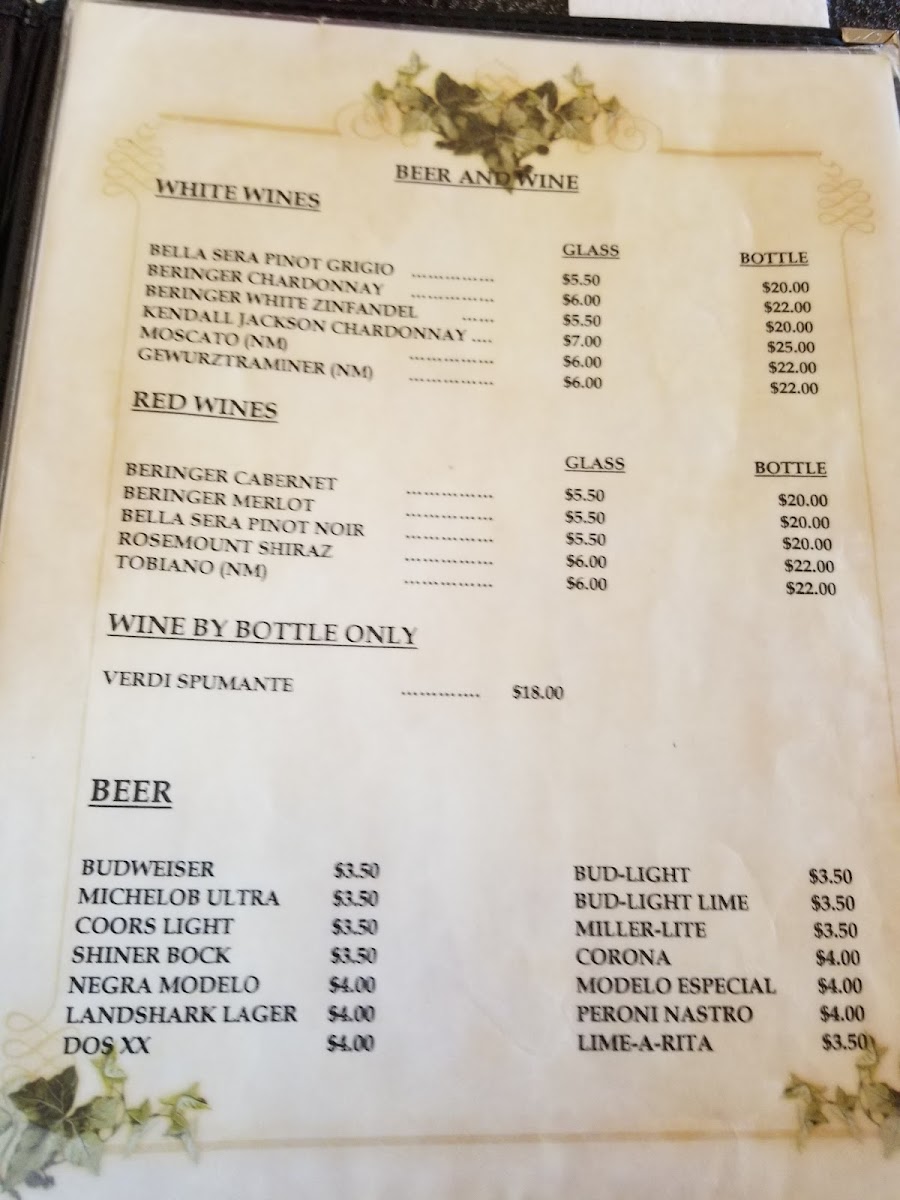 BEER AND WINE
WHITE WINES
GLASS BOTTLE
BELLA SERA PINOT GRIGIO ............... $5.50 $20.00
BERINGER CHARDONNAY ............... $6.00 $22.00
BERINGER WHITE ZINFANDEL ...... $5.50 $20.00
KENDALL JACKSON CHARDONNAY .... $7.00 $25.00
MOSCATO (NM) ............... $6.00 $22.00
GEWURZTRAMINER (NM) ............... $6.00 $22.00
RED WINES
GLASS BOTTLE
BERINGER CABERNET ............... $5.50 $20.00
BERINGER MERLOT ............... $5.50 $20.00
BELLA SERA PINOT NOIR ............... $5.50 $20.00
ROSEMOUNT SHIRAZ ............... $6.00 $22.00
TOBIANO (NM) ............... $6.00 $22.00
WINE BY BOTTLE ONLY
VERDI SPUMANTE ............. $18.00
BEER
BUDWEISER $3.50 BUD-LIGHT $3.50
MICHELOB ULTRA $3.50 BUD-LIGHT LIME $3.50
COORS LIGHT $3.50 MILLER-LITE $3.50
SHINER BOCK $3.50 CORONA $4.00
NEGRA MODELO $4.00 MODELO ESPECIAL $4.00
LANDSHARK LAGER $4.00 PERONI NASTRO $4.00
DOS XX $4.00 LIME-A-RITA $3.50